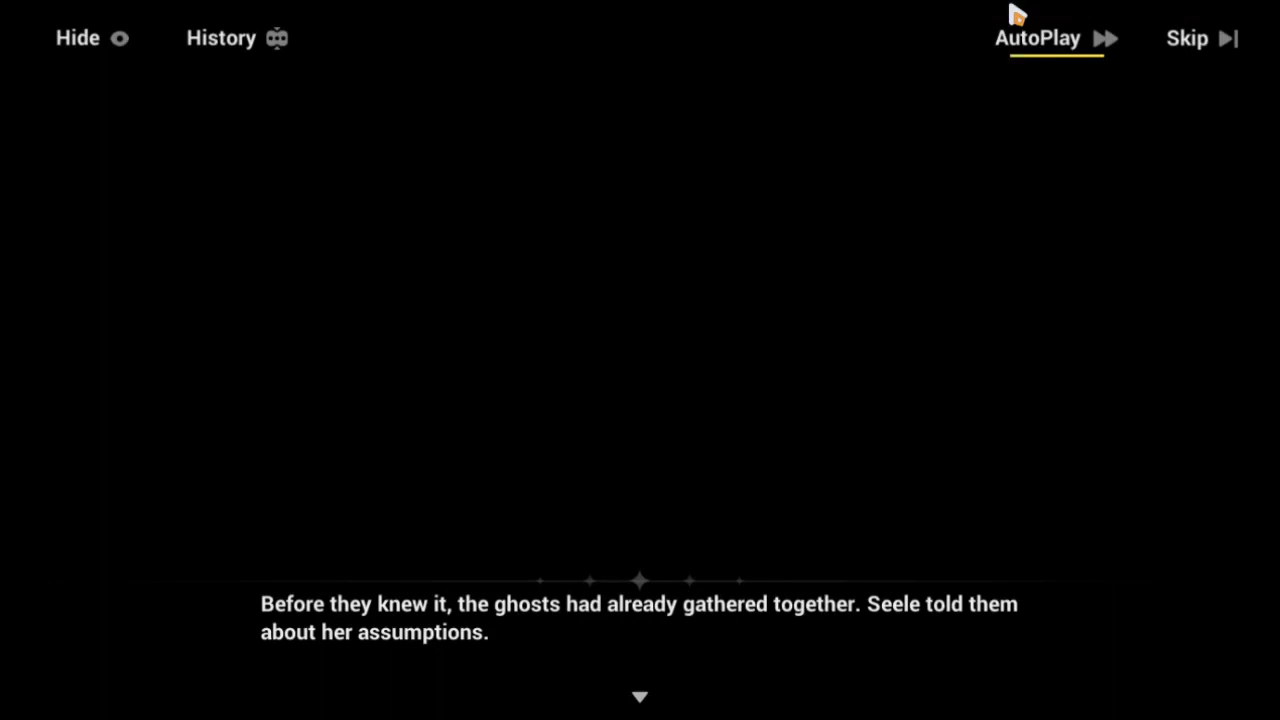 Hide
History
AutoPlay
Skip
Before they knew it, the ghosts had already gathered together. Seele told them
about her assumptions.